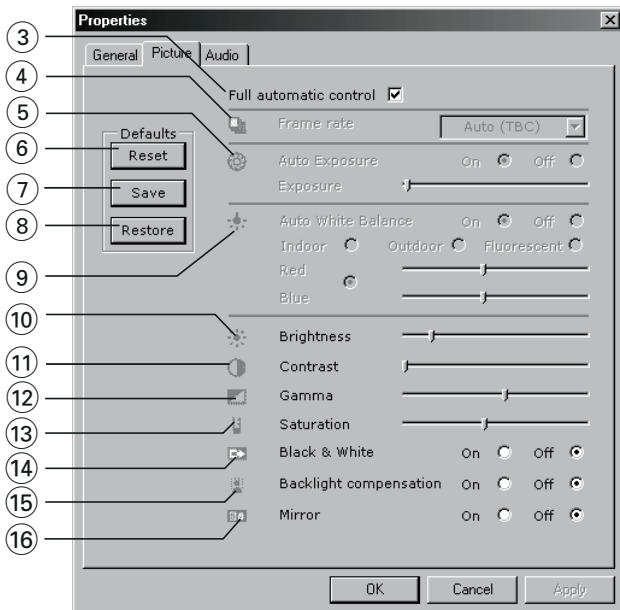 Properties
General Picture Audio
3
Full automatic control
4
Frame rate Auto (TBC)
Defaults
5
Auto Exposure On Off
6
Reset
Exposure
7
Save
8
Restore
Auto White Balance On Off
Indoor Outdoor Fluorescent
9
Red
Blue
10
Brightness
11
Contrast
12
Gamma
13
Saturation
14
Black & White On Off
15
Backlight compensation On Off
16
Mirror On Off
OK Cancel Apply